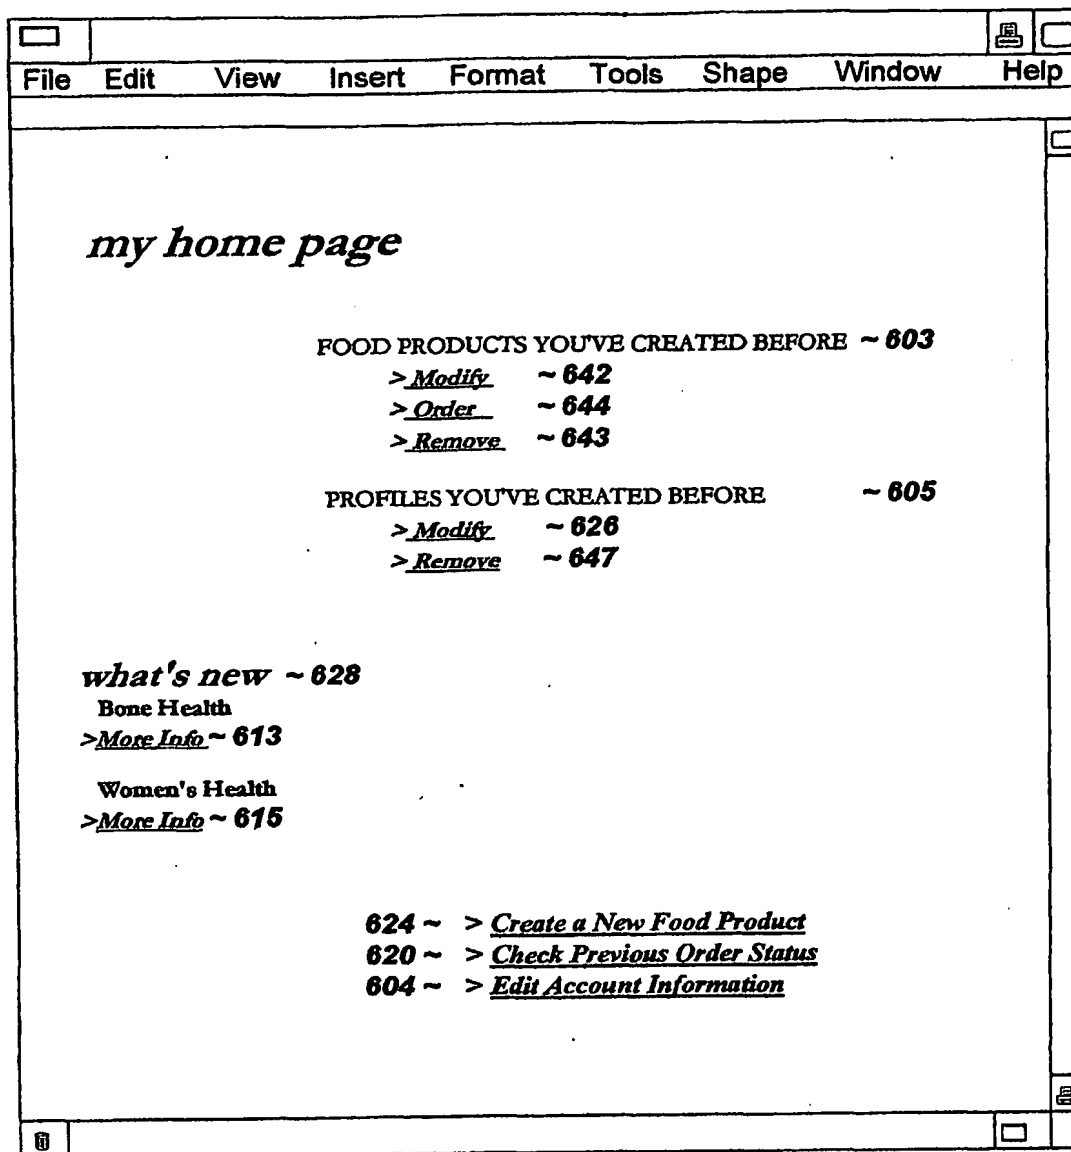 File Edit View Insert Format Tools Shape Window Help
my home page
FOOD PRODUCTS YOU'VE CREATED BEFORE ~ 603
> Modify ~ 642
> Order ~ 644
> Remove ~ 643
PROFILES YOU'VE CREATED BEFORE ~ 605
> Modify ~ 626
> Remove ~ 647
what's new ~ 628
Bone Health
>More Info ~ 613
Women's Health
>More Info ~ 615
624 ~ > Create a New Food Product
620 ~ > Check Previous Order Status
604 ~ > Edit Account Information